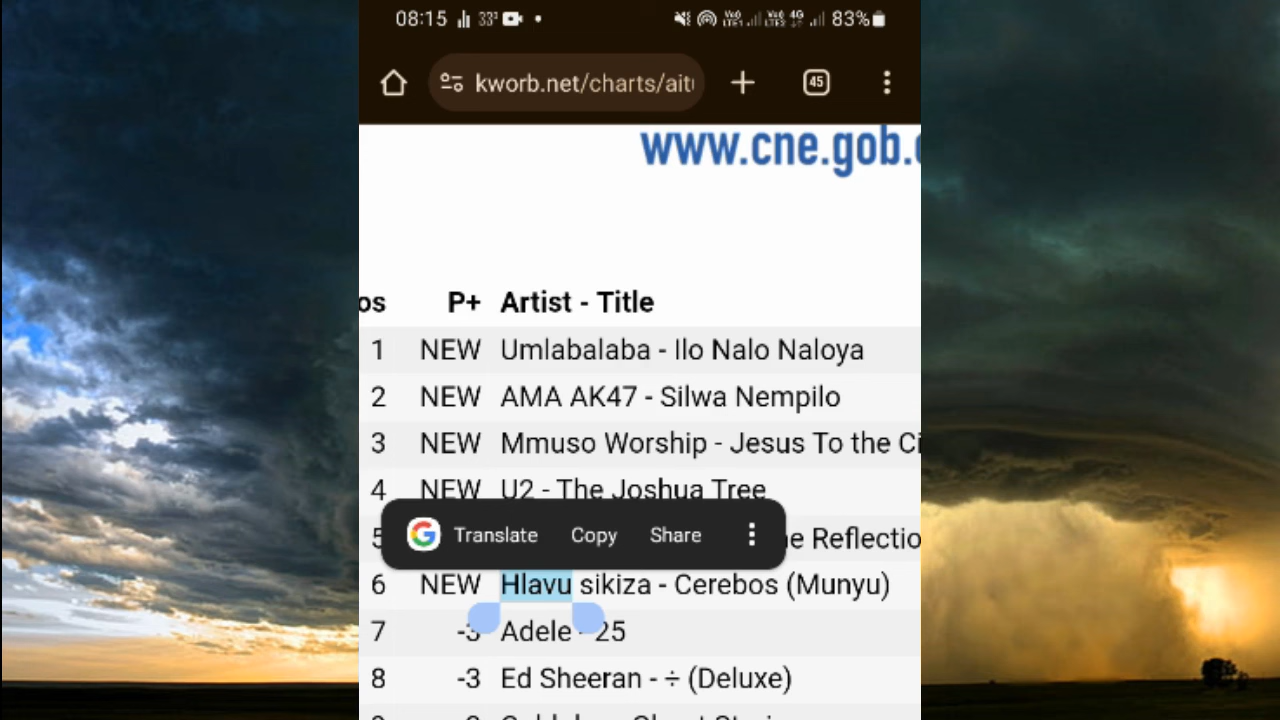 08:15 83%
kworb.net/charts/ait 45
www.cne.gob.
os P+ Artist - Title
1 NEW Umlabalaba - Ilo Nalo Naloya
2 NEW AMA AK47 - Silwa Nempilo
3 NEW Mmuso Worship - Jesus To the Ci
4 NEW U2 - The Joshua Tree
Translate Copy Share
5 e Reflectio
6 NEW Hlavu sikiza - Cerebos (Munyu)
7 -3 Adele - 25
8 -3 Ed Sheeran - ÷ (Deluxe)